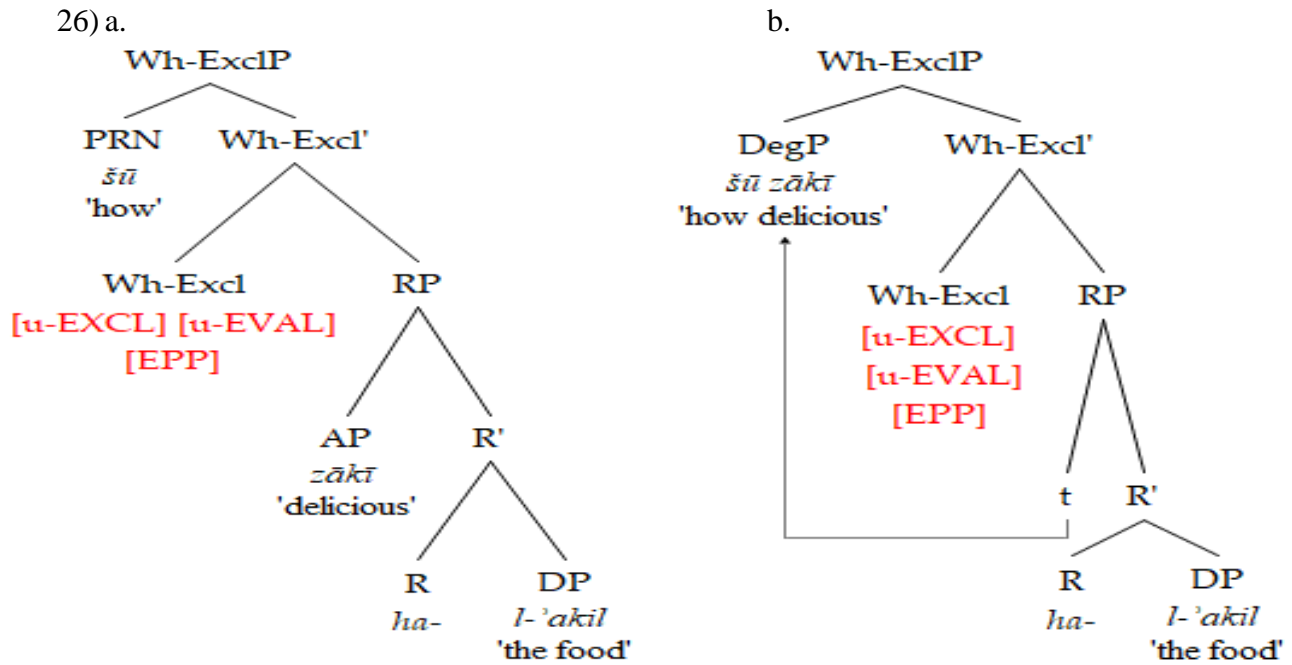 26) a.
b.
Wh-ExclP
PRN
Wh-Excl'
šū
'how'
Wh-Excl
RP
[u-EXCL] [u-EVAL]
[EPP]
AP
R'
zākī
'delicious'
R
DP
ha-
l-ʾakil
'the food'
Wh-ExclP
DegP
Wh-Excl'
šū zākī
'how delicious'
Wh-Excl
RP
[u-EXCL]
[u-EVAL]
[EPP]
t
R'
R
DP
ha-
l-ʾakil
'the food'